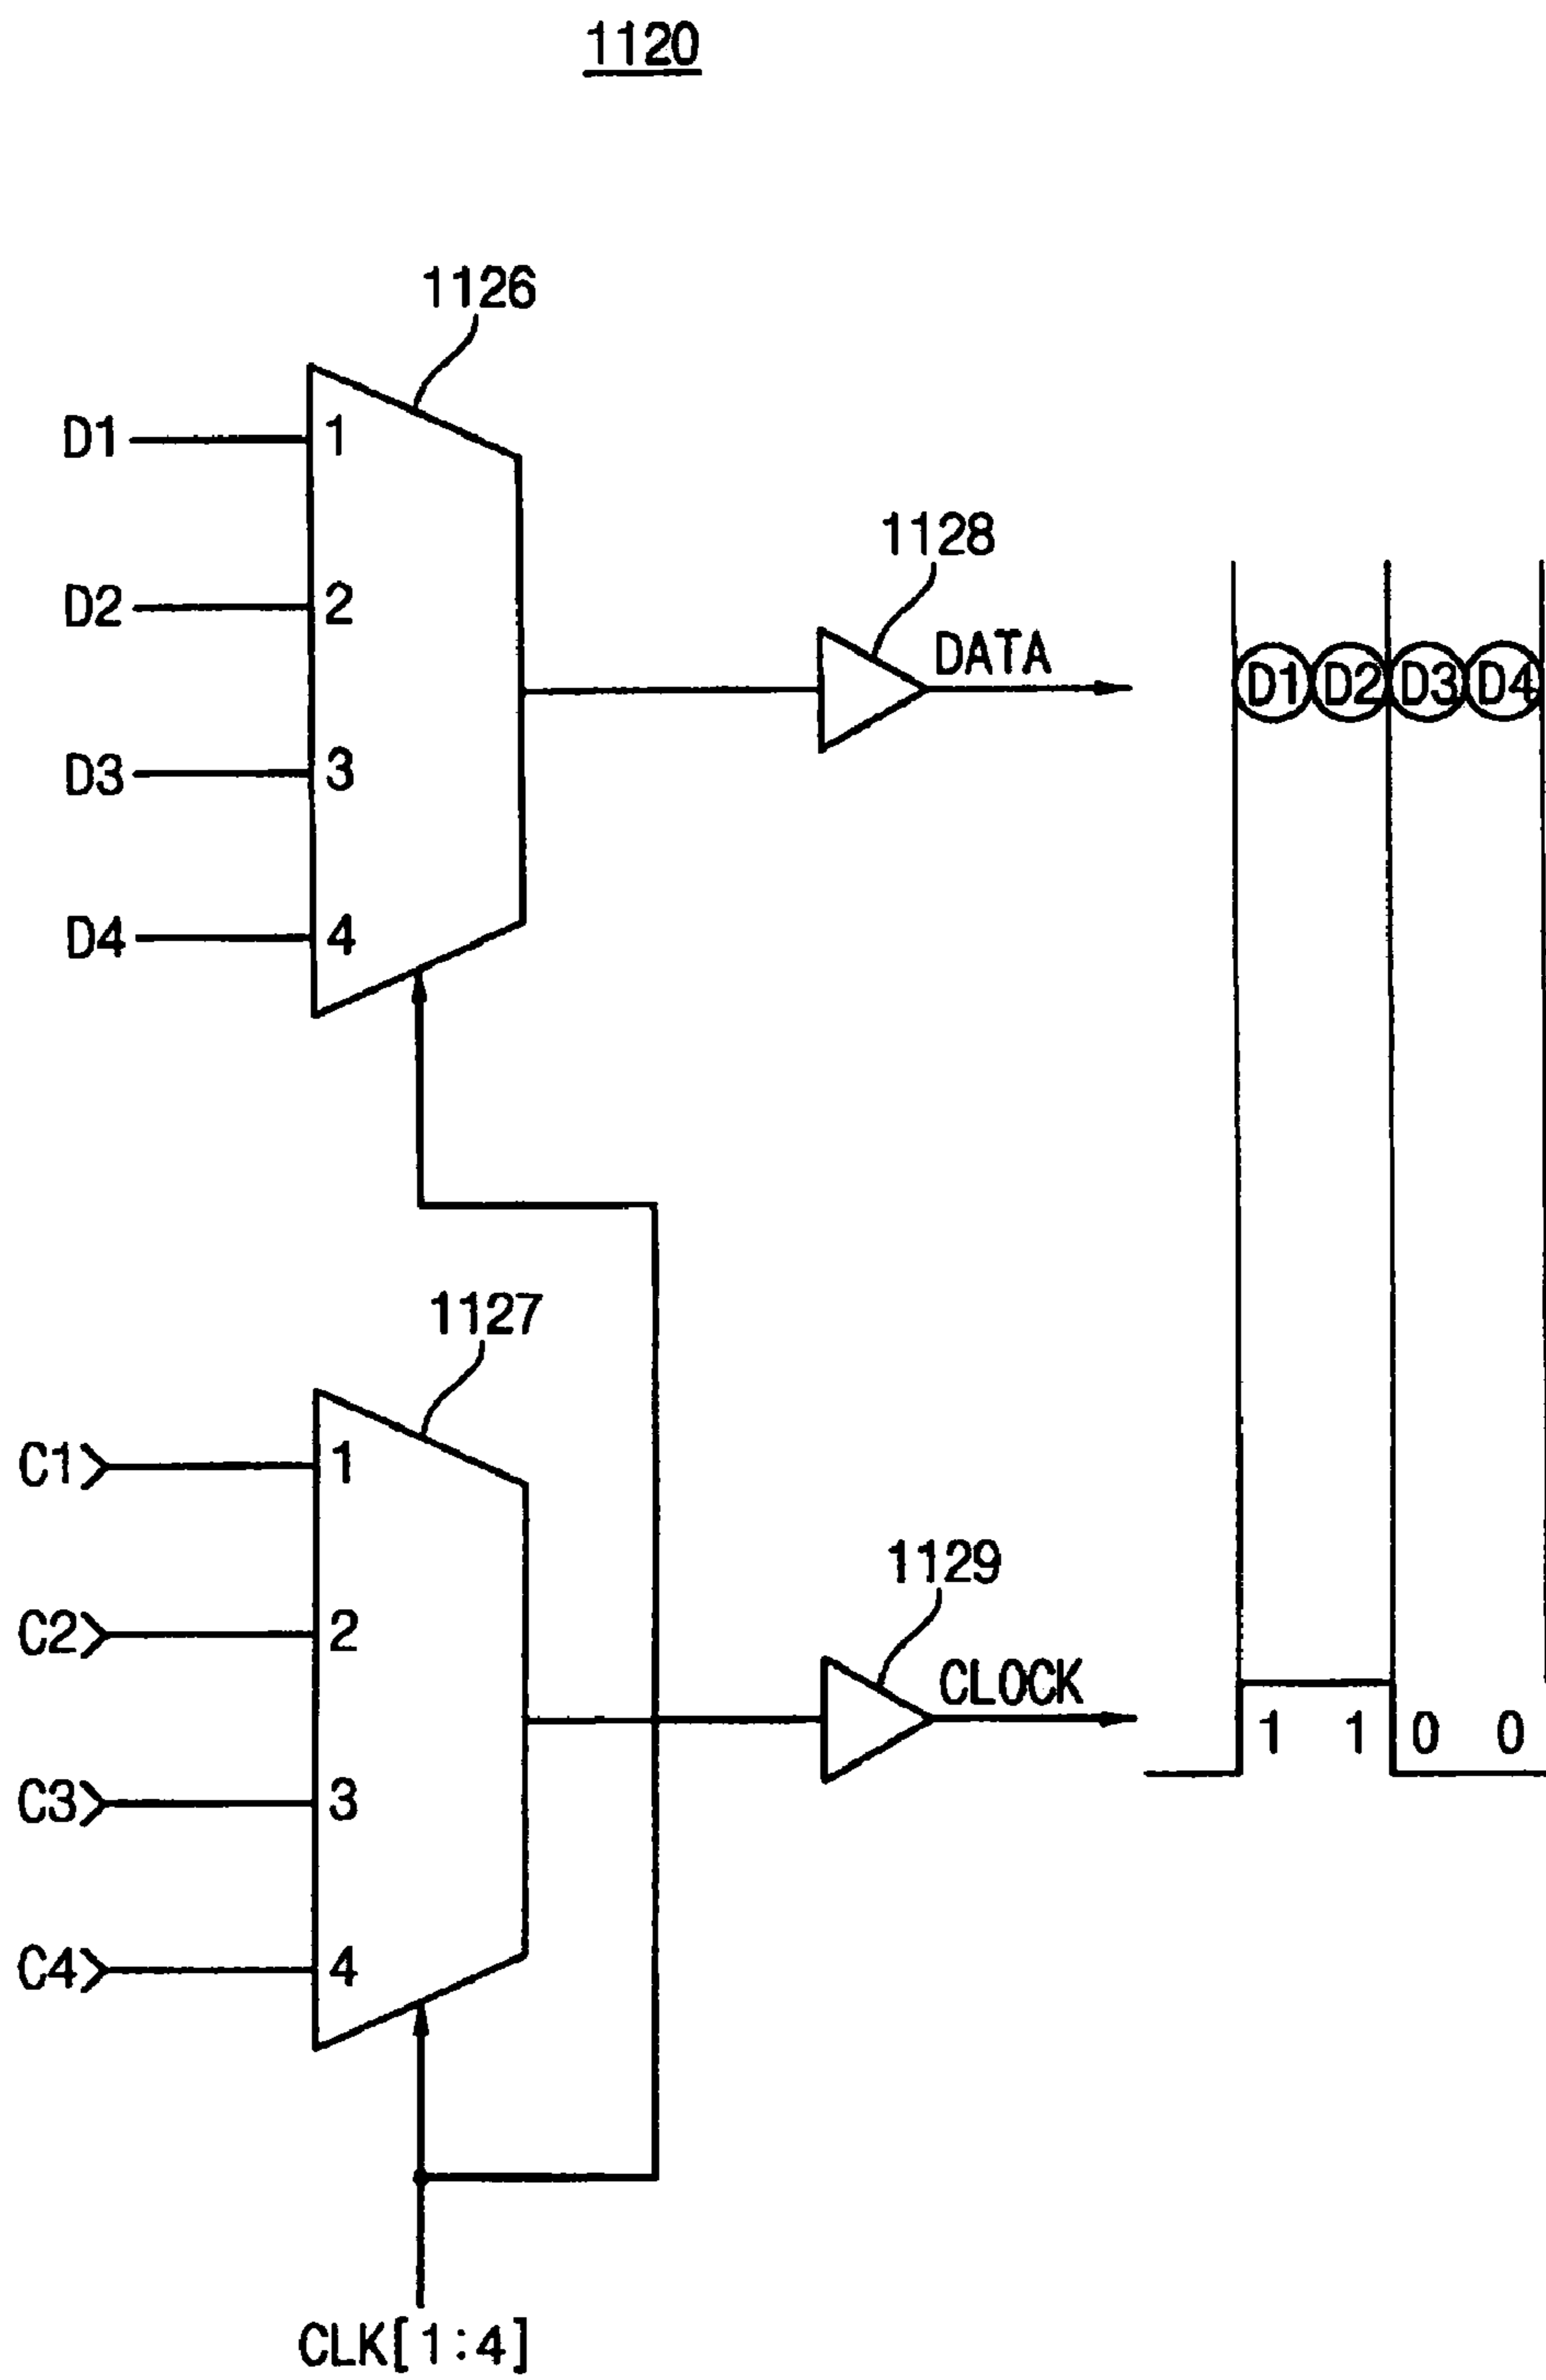 1120
1126
D1 1
D2 2
D3 3
D4 4
1128
DATA
D1 D2 D3 D4
1127
C1 1
C2 2
C3 3
C4 4
1129
CLOCK
1 1 0 0
CLK[1:4]